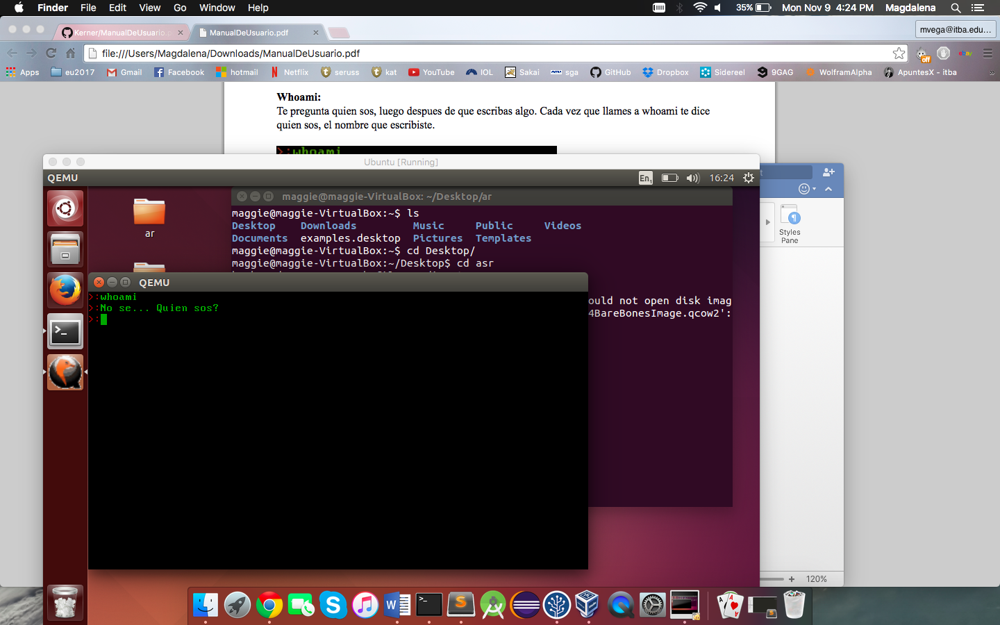 Finder File Edit View Go Window Help
35% Mon Nov 9 4:24 PM Magdalena
Kerner/ManualDeUsuario.p
ManualDeUsuario.pdf
mvega@itba.edu...
file:///Users/Magdalena/Downloads/ManualDeUsuario.pdf
Apps eu2017 Gmail Facebook hotmail Netflix seruss kat YouTube IOL Sakai sga GitHub Dropbox Sidereel 9GAG WolframAlpha ApuntesX - itba »
off
ebay
Whoami:
Te pregunta quien sos, luego despues de que escribas algo. Cada vez que llames a whoami te dice
quien sos, el nombre que escribiste.
>:whoami
Ubuntu [Running]
QEMU
En1 16:24
ar
maggie@maggie-VirtualBox: ~/Desktop/ar
maggie@maggie-VirtualBox:~$ ls
Desktop Downloads Music Public Videos
Documents examples.desktop Pictures Templates
maggie@maggie-VirtualBox:~$ cd Desktop/
maggie@maggie-VirtualBox:~/Desktop$ cd asr
ould not open disk imag
4BareBonesImage.qcow2':
QEMU
>:whoami
>:No se... Quien sos?
>:
Styles
Pane
120%